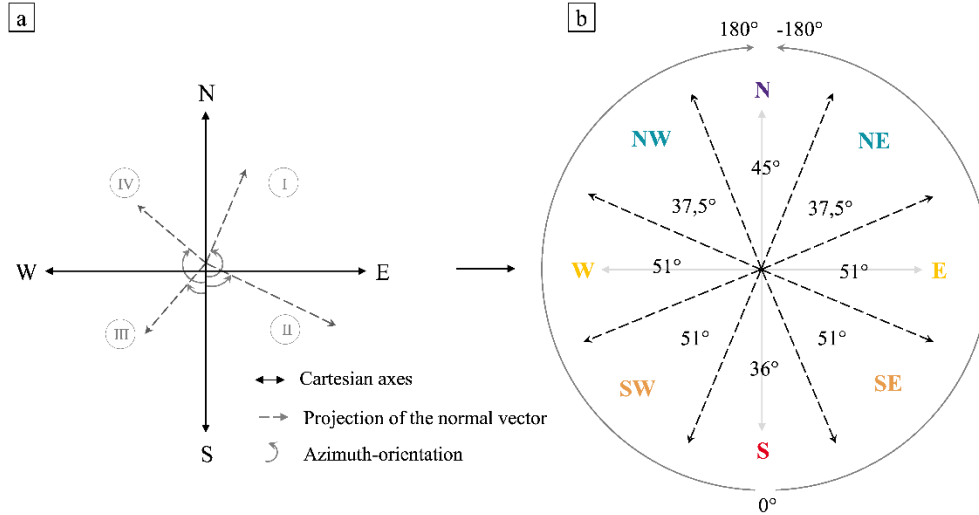 a
N
IV
I
W
E
III
II
S
Cartesian axes
Projection of the normal vector
Azimuth-orientation
b
180° -180°
N
NW
NE
45°
37,5°
37,5°
W
51°
51°
E
51°
51°
36°
SW
SE
S
0°